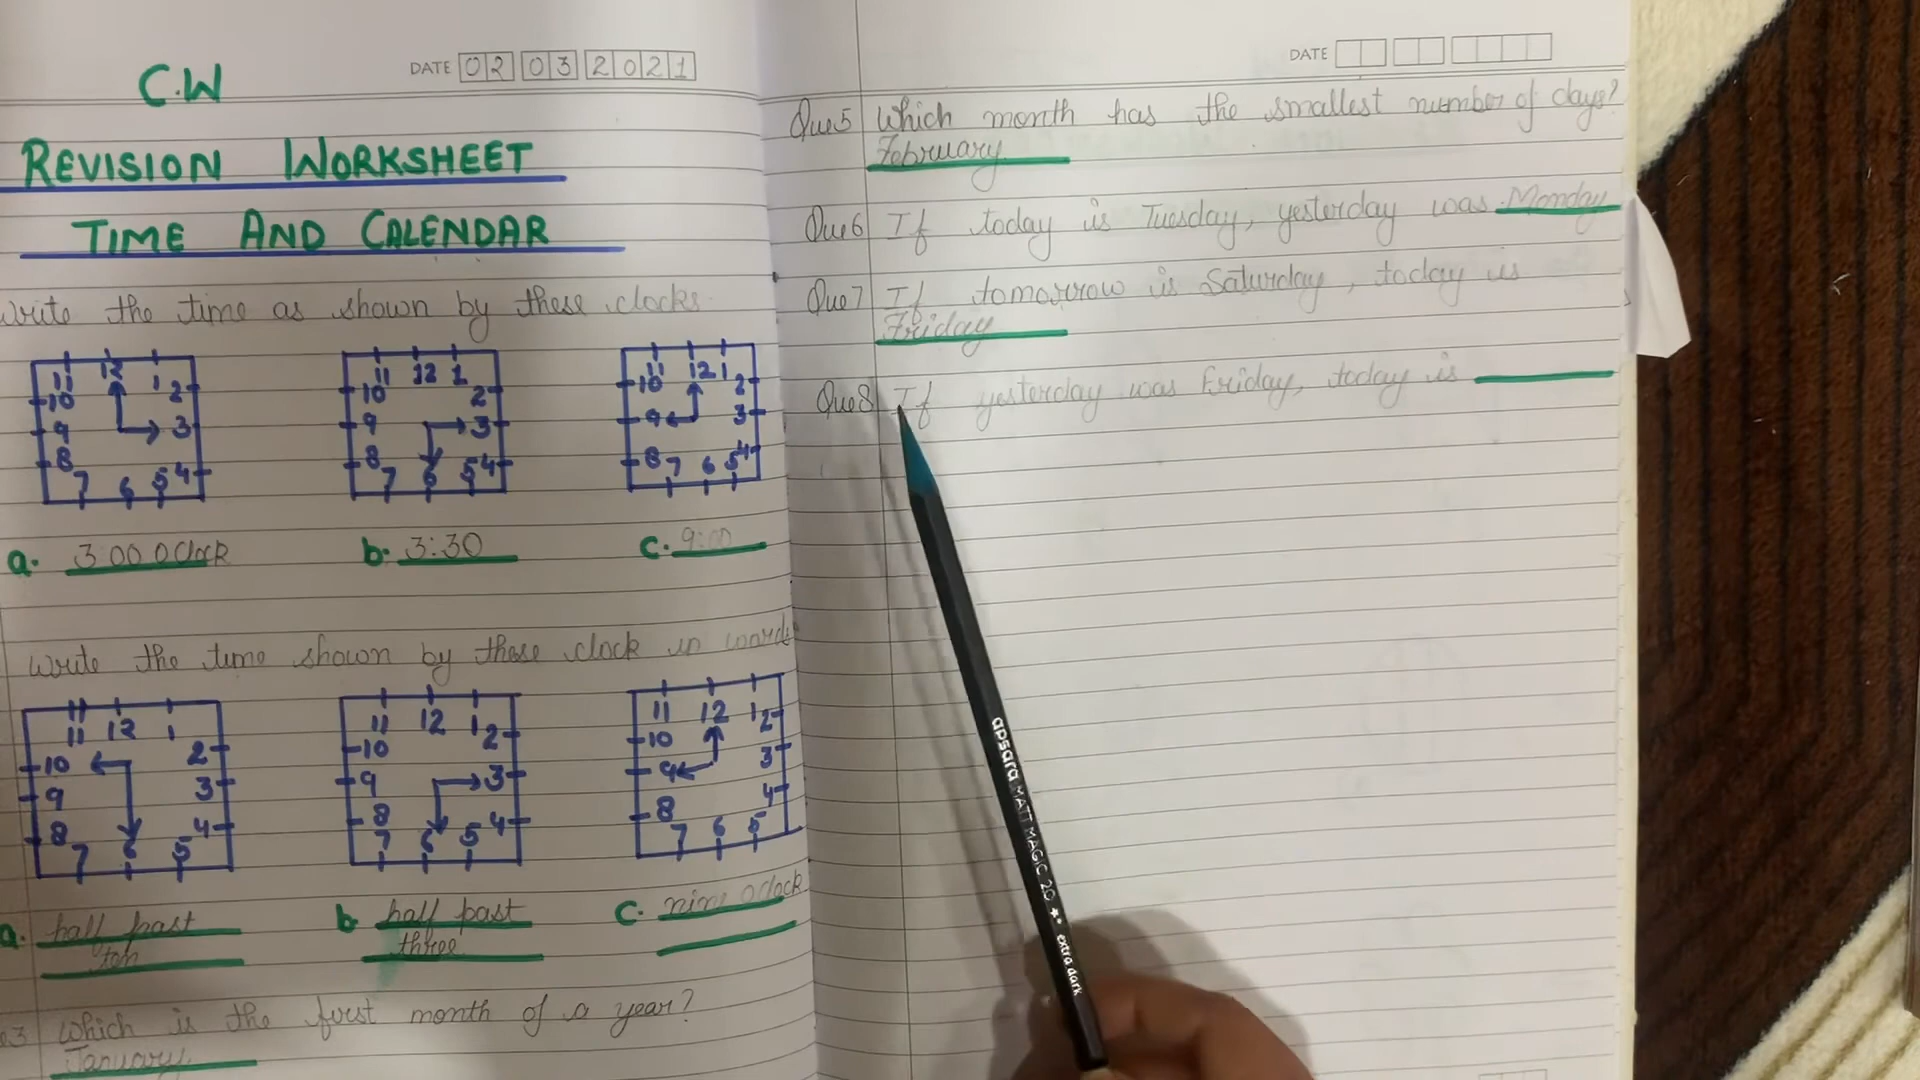 C.W
DATE 02 03 2021
REVISION WORKSHEET
TIME AND CALENDAR
Write the time as shown by these clocks.
11 12 1
10 2
9 3
8 4
7 6 5
11 12 1
10 2
9 3
8 4
7 6 5
11 12 1
10 2
9 3
8 4
7 6 5
a. 3:00 OClock
b. 3:30
c. 9:00
Write the time shown by these clock in words
11 12 1
10 2
9 3
8 4
7 6 5
11 12 1
10 2
9 3
8 4
7 6 5
11 12 1
10 2
9 3
8 4
7 6 5
a. half past
ten
b. half past
three
c. nine oclock
3 Which is the first month of a year?
January
DATE
Que5 Which month has the smallest number of days?
February
Que6 If today is Tuesday, yesterday was Monday
Que7 If tomorrow is Saturday, today is
Friday
Que8 If yesterday was Friday, today is
apsara MATT MAGIC 2.0 extra dark